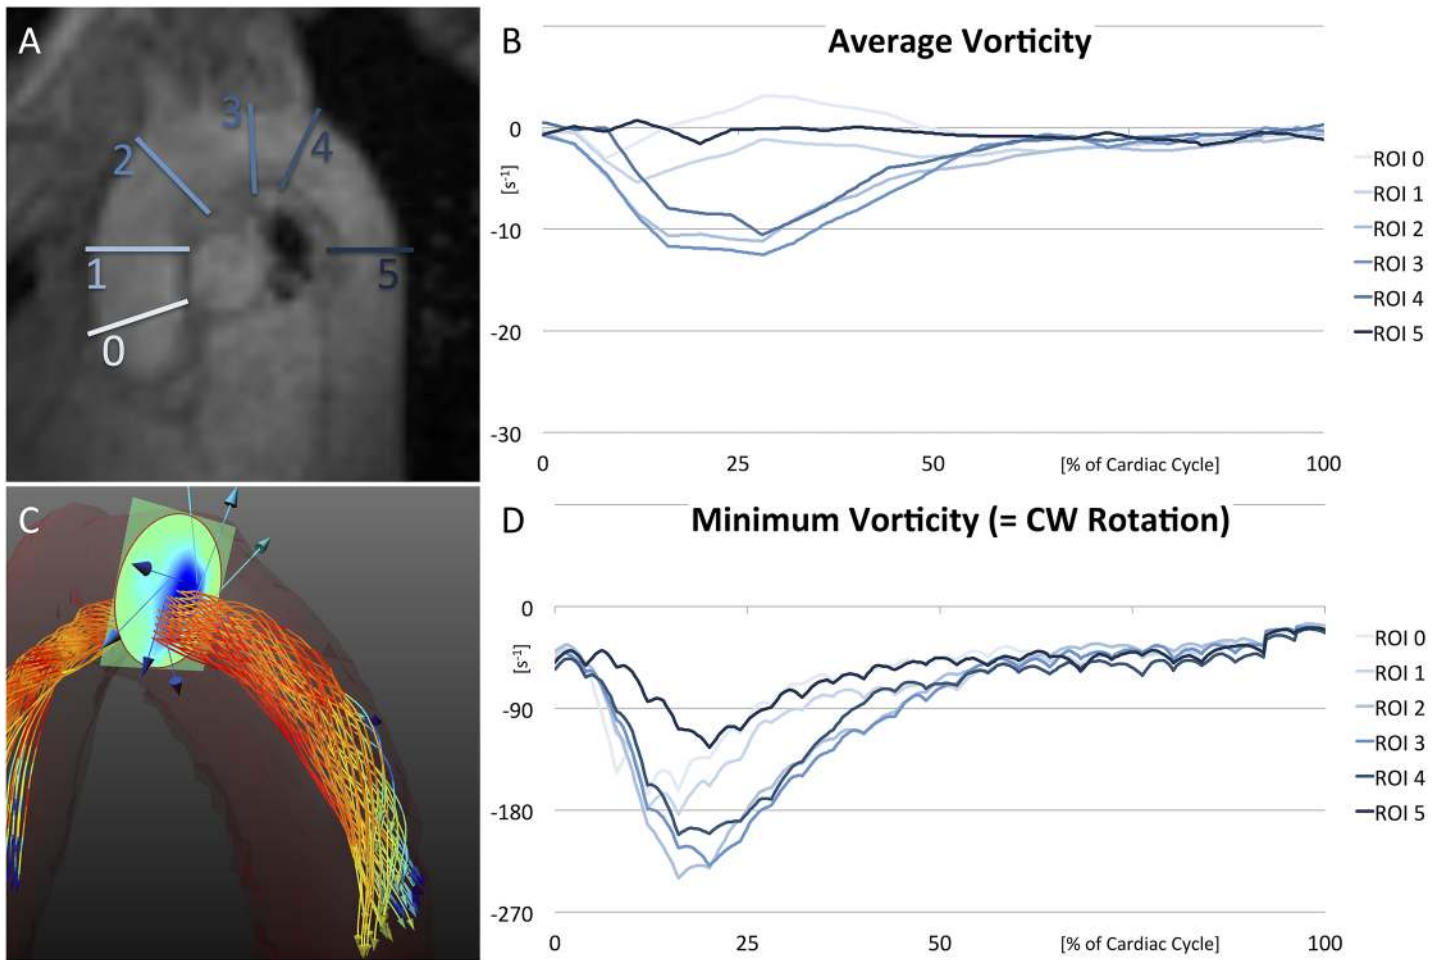 A
3
2
4
1
5
0
B
Average Vorticity
0
[s⁻¹]
-10
-20
-30
0
25
50
[% of Cardiac Cycle]
100
ROI 0
ROI 1
ROI 2
ROI 3
ROI 4
ROI 5
C
D
Minimum Vorticity (= CW Rotation)
0
[s⁻¹]
-90
-180
-270
0
25
50
[% of Cardiac Cycle]
100
ROI 0
ROI 1
ROI 2
ROI 3
ROI 4
ROI 5